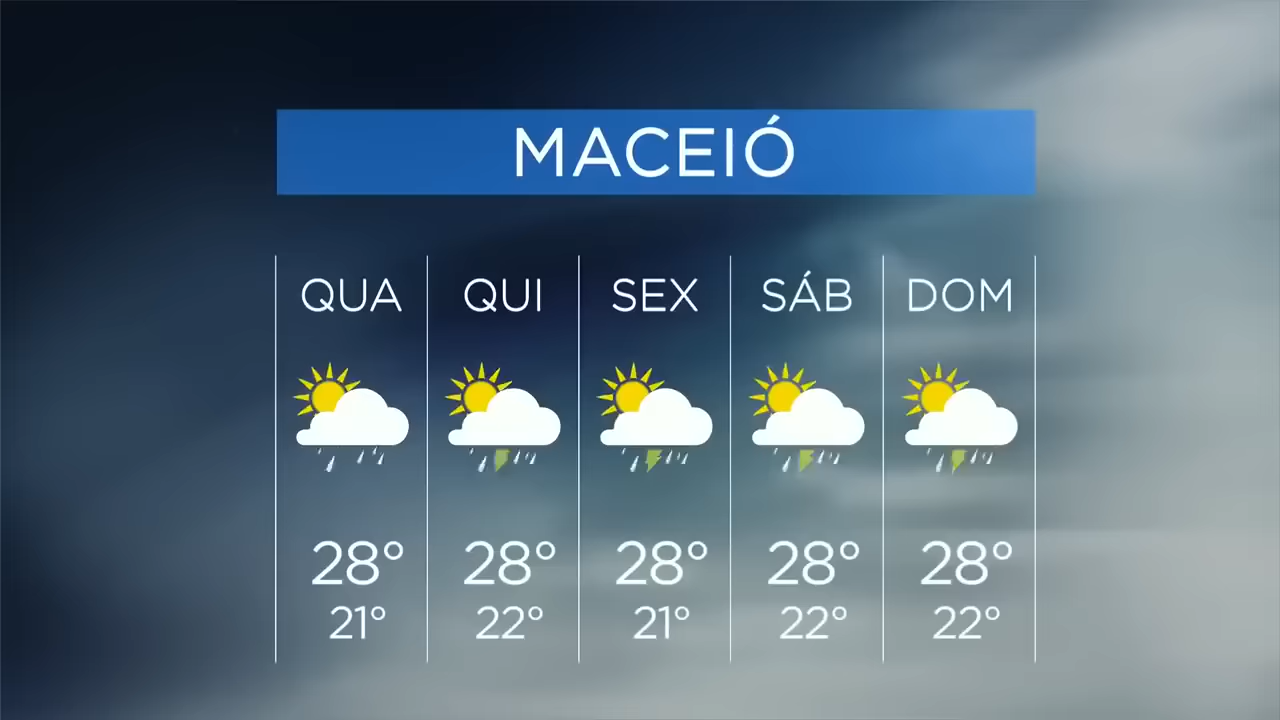 MACEIÓ
QUA QUI SEX SÁB DOM
28° 28° 28° 28° 28°
21° 22° 21° 22° 22°